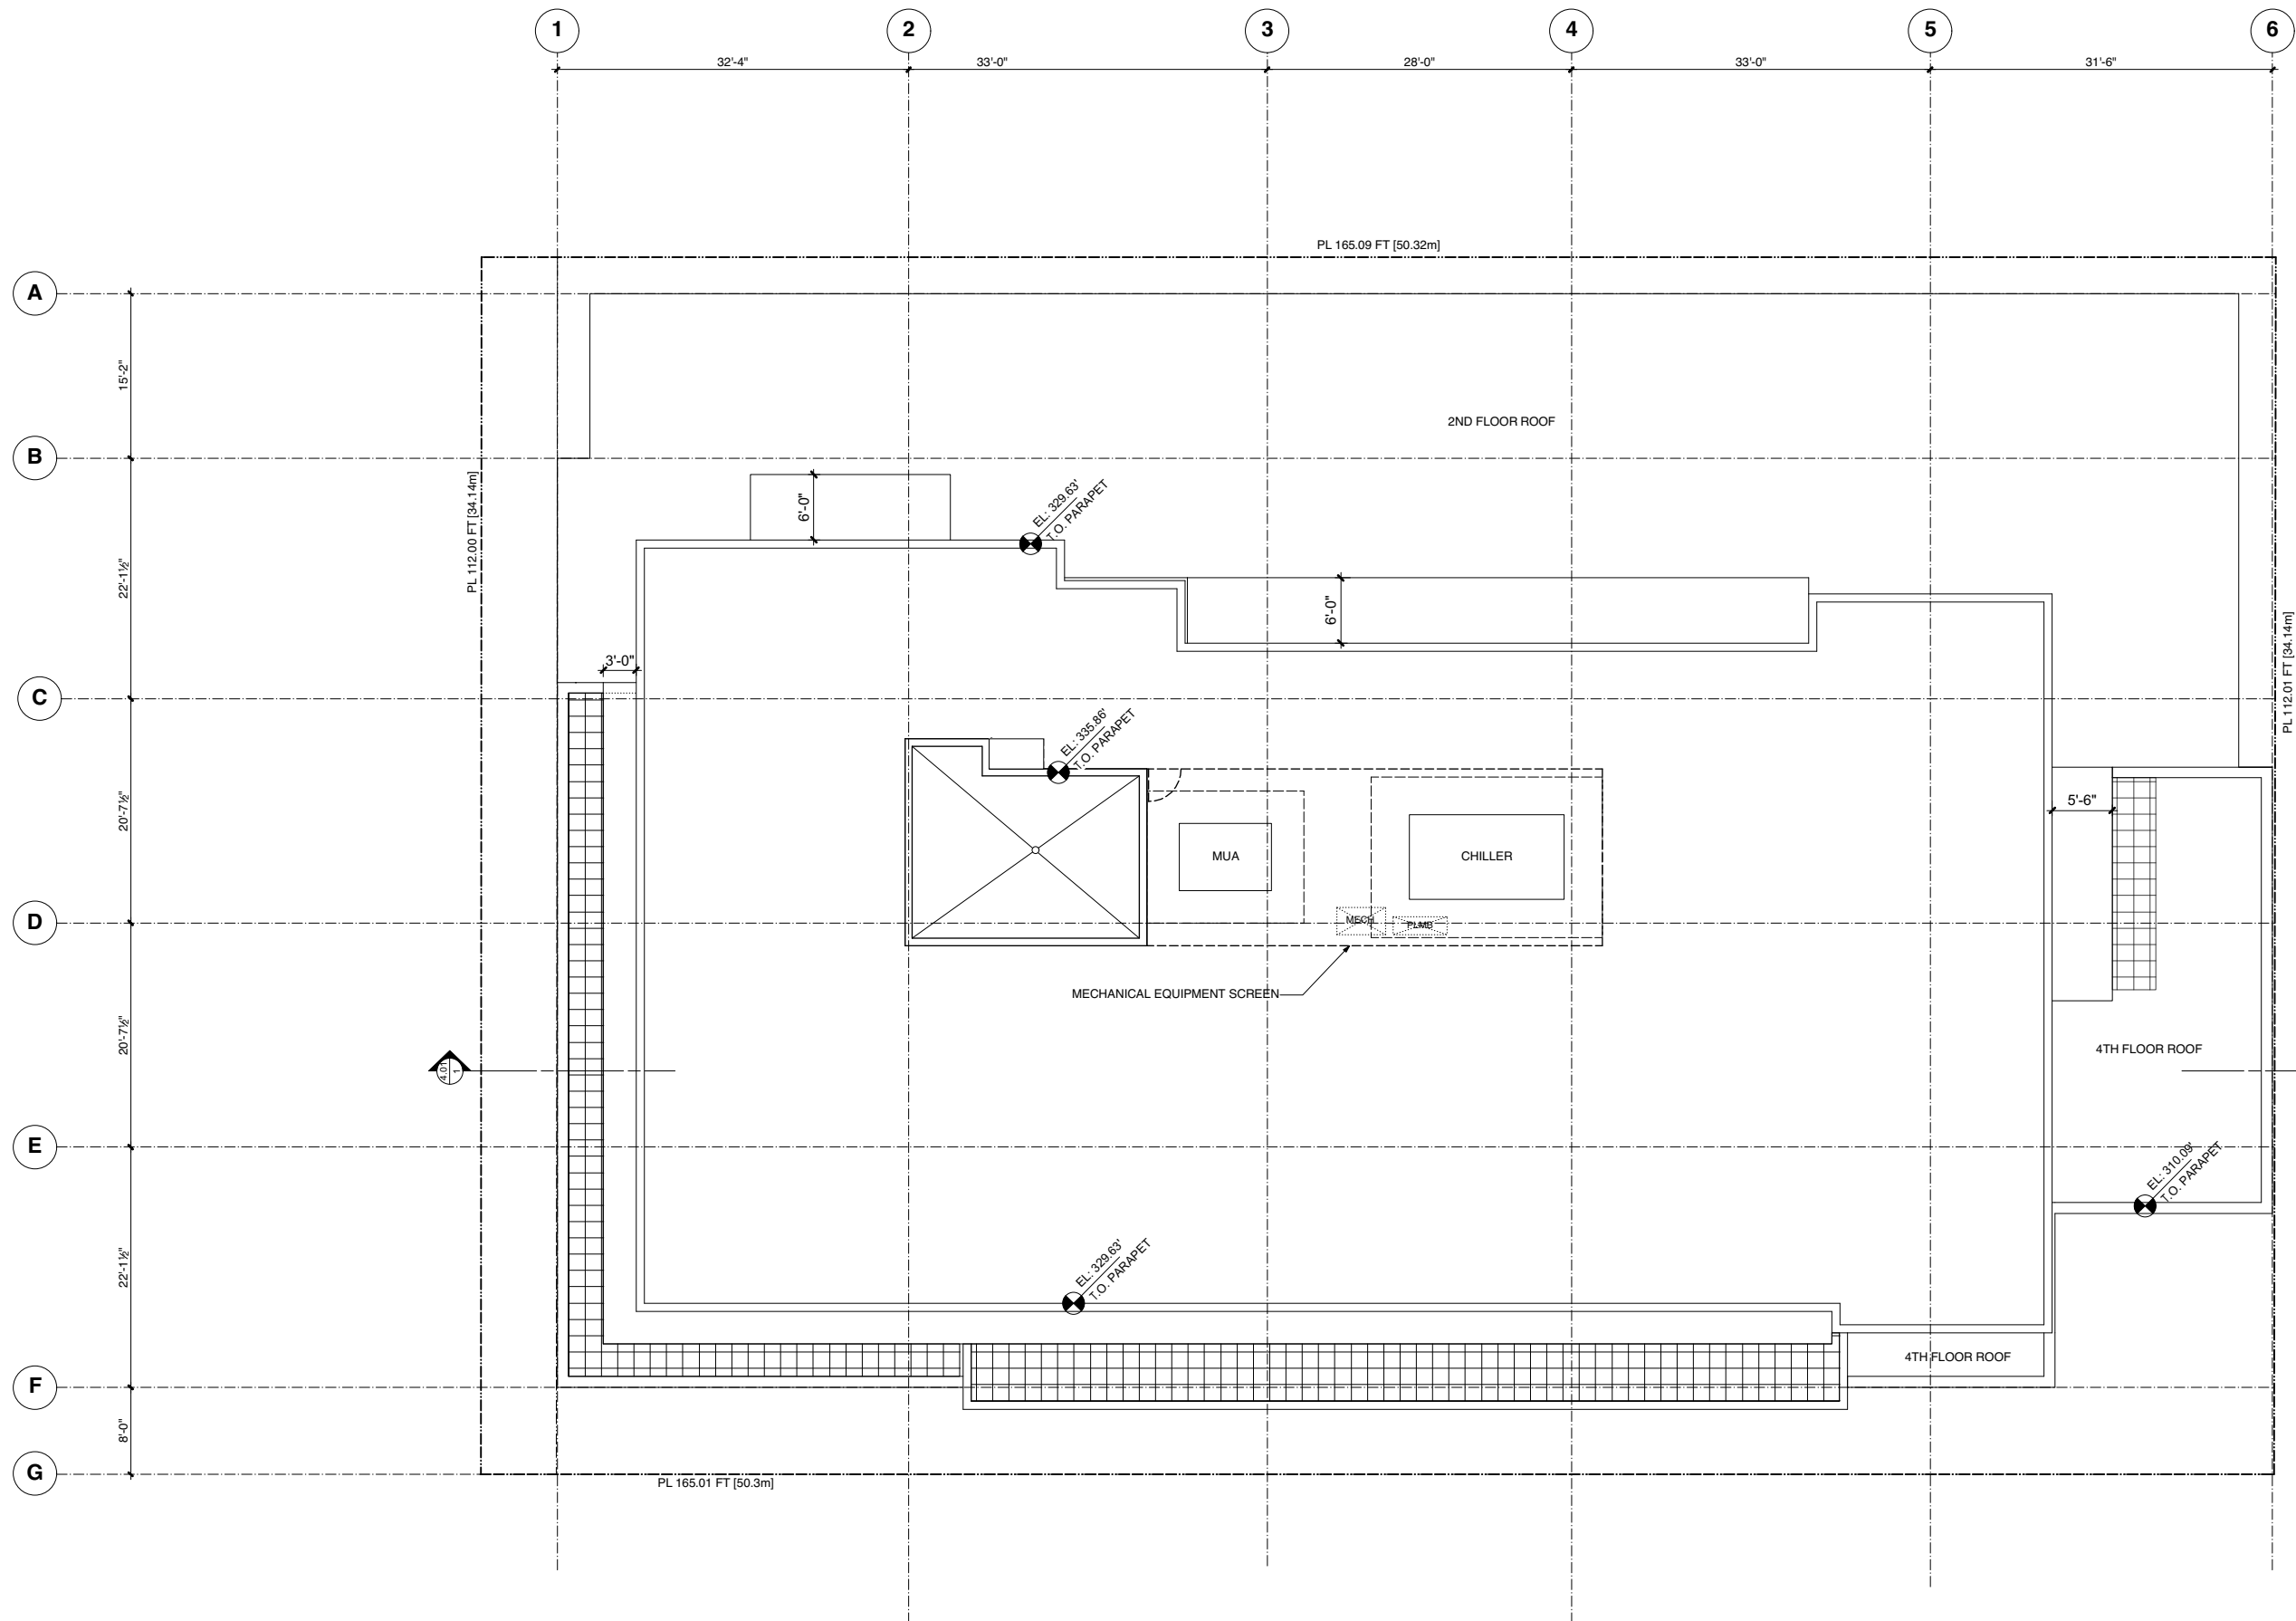 1
2
3
4
5
6
32'-4"
33'-0"
28'-0"
33'-0"
31'-6"
PL 165.09 FT [50.32m]
A
15'-2"
2ND FLOOR ROOF
B
PL 112.00 FT [34.14m]
6'-0"
EL: 329.63'
T.O. PARAPET
22'-1½"
6'-0"
PL 112.01 FT [34.14m]
3'-0"
C
EL: 335.86'
T.O. PARAPET
20'-7½"
5'-6"
MUA
CHILLER
D
MECH
PLMB
MECHANICAL EQUIPMENT SCREEN
20'-7½"
4TH FLOOR ROOF
4.01
1
E
EL: 310.09'
T.O. PARAPET
22'-1½"
EL: 329.63'
T.O. PARAPET
4TH FLOOR ROOF
F
8'-0"
G
PL 165.01 FT [50.3m]